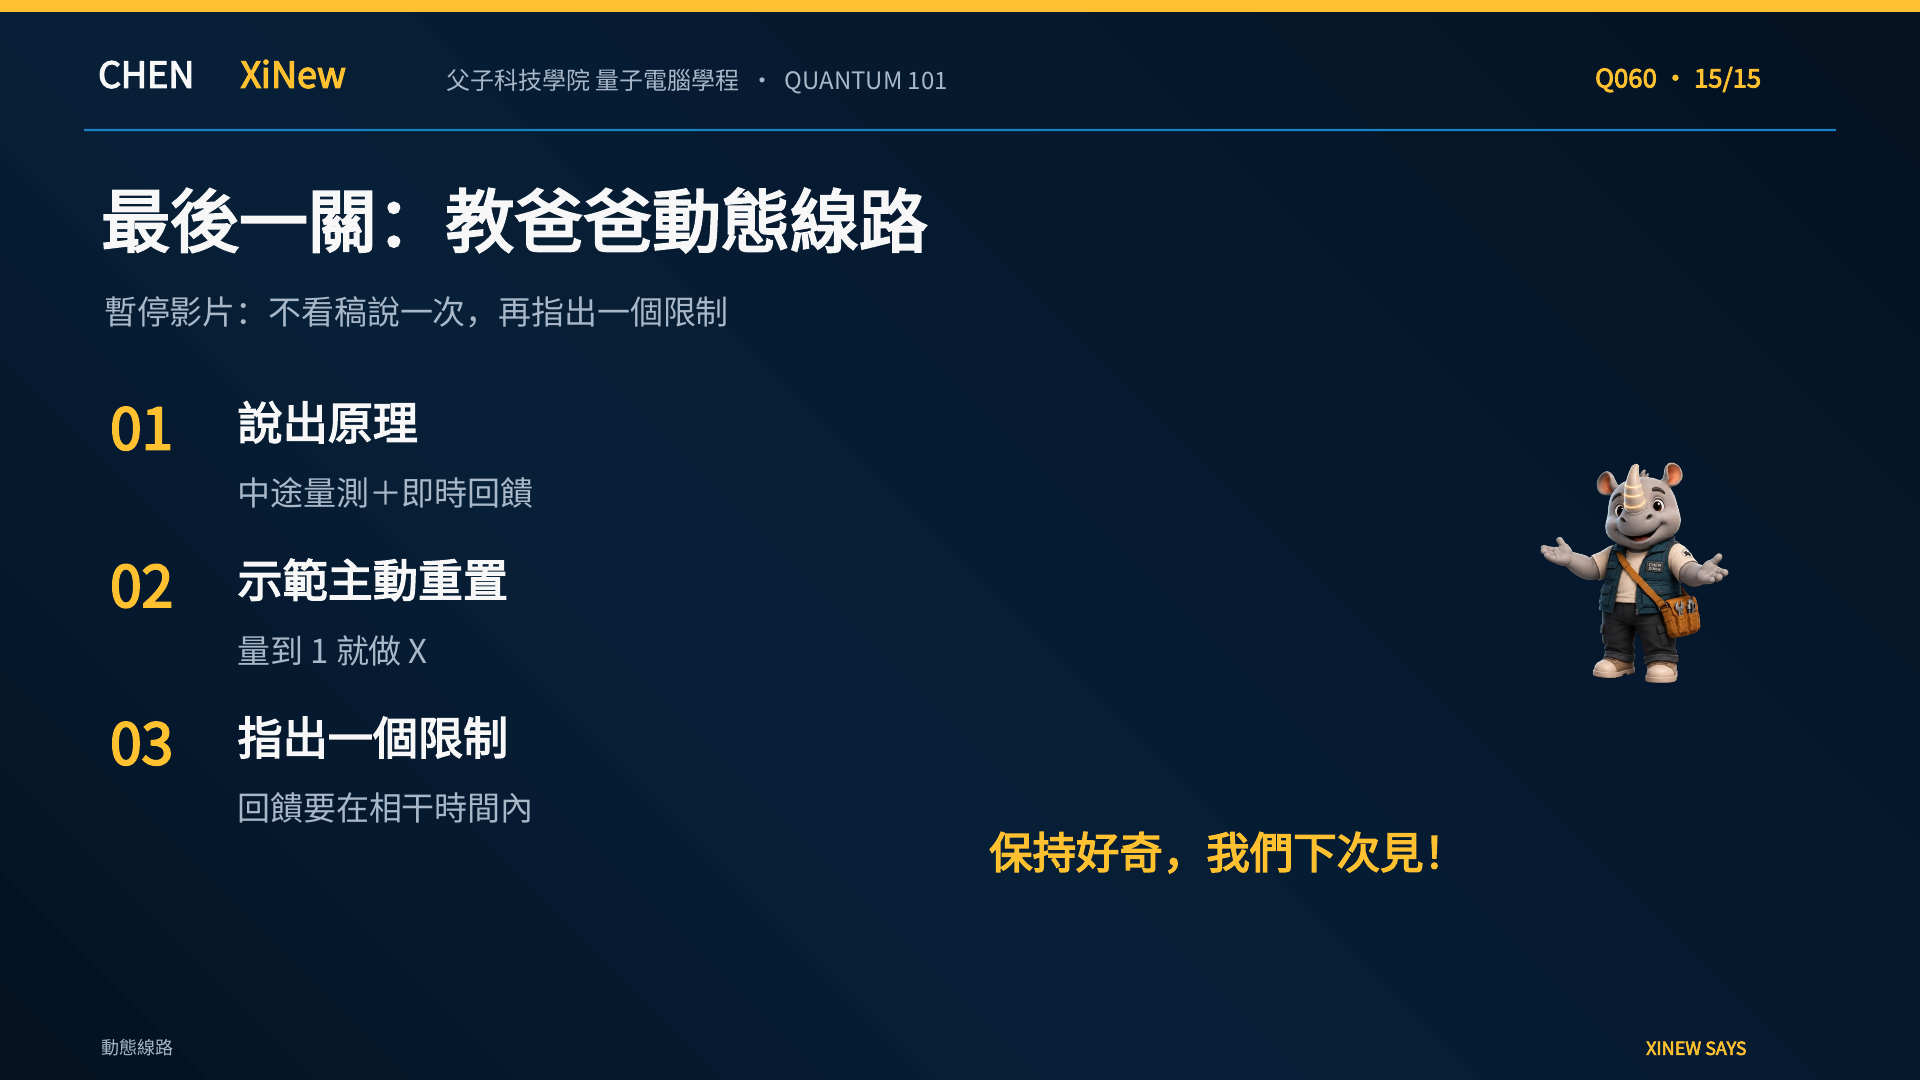 CHEN XiNew 父子科技學院 量子電腦學程 · QUANTUM 101 Q060 · 15/15
最後一關：教爸爸動態線路
暫停影片：不看稿說一次，再指出一個限制
01 說出原理
中途量測＋即時回饋
02 示範主動重置
量到 1 就做 X
03 指出一個限制
回饋要在相干時間內
保持好奇，我們下次見！
動態線路 XINEW SAYS